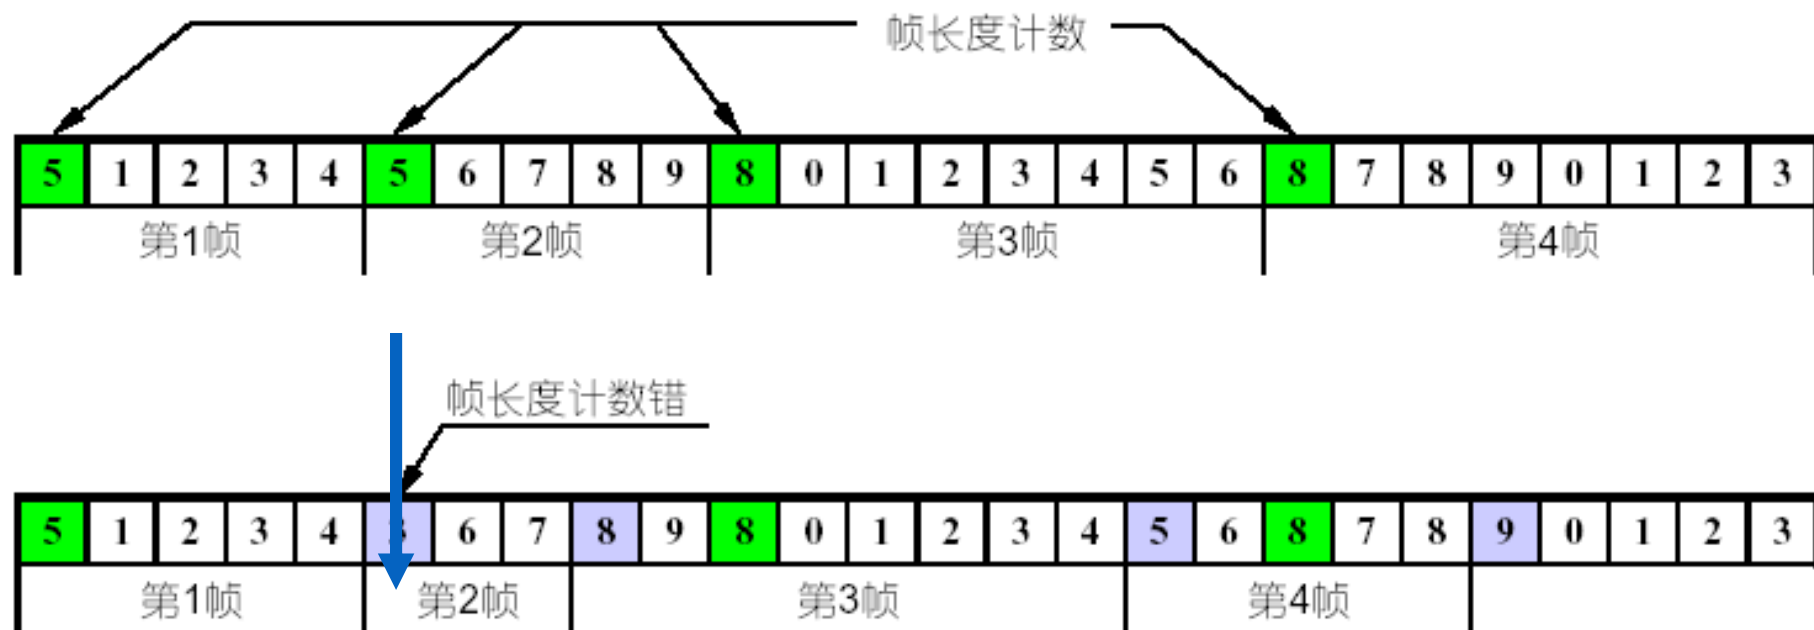 帧长度计数
5 1 2 3 4 5 6 7 8 9 8 0 1 2 3 4 5 6 8 7 8 9 0 1 2 3
第1帧 第2帧 第3帧 第4帧
帧长度计数错
5 1 2 3 4 6 7 8 9 8 0 1 2 3 4 5 6 8 7 8 9 0 1 2 3
第1帧 第2帧 第3帧 第4帧